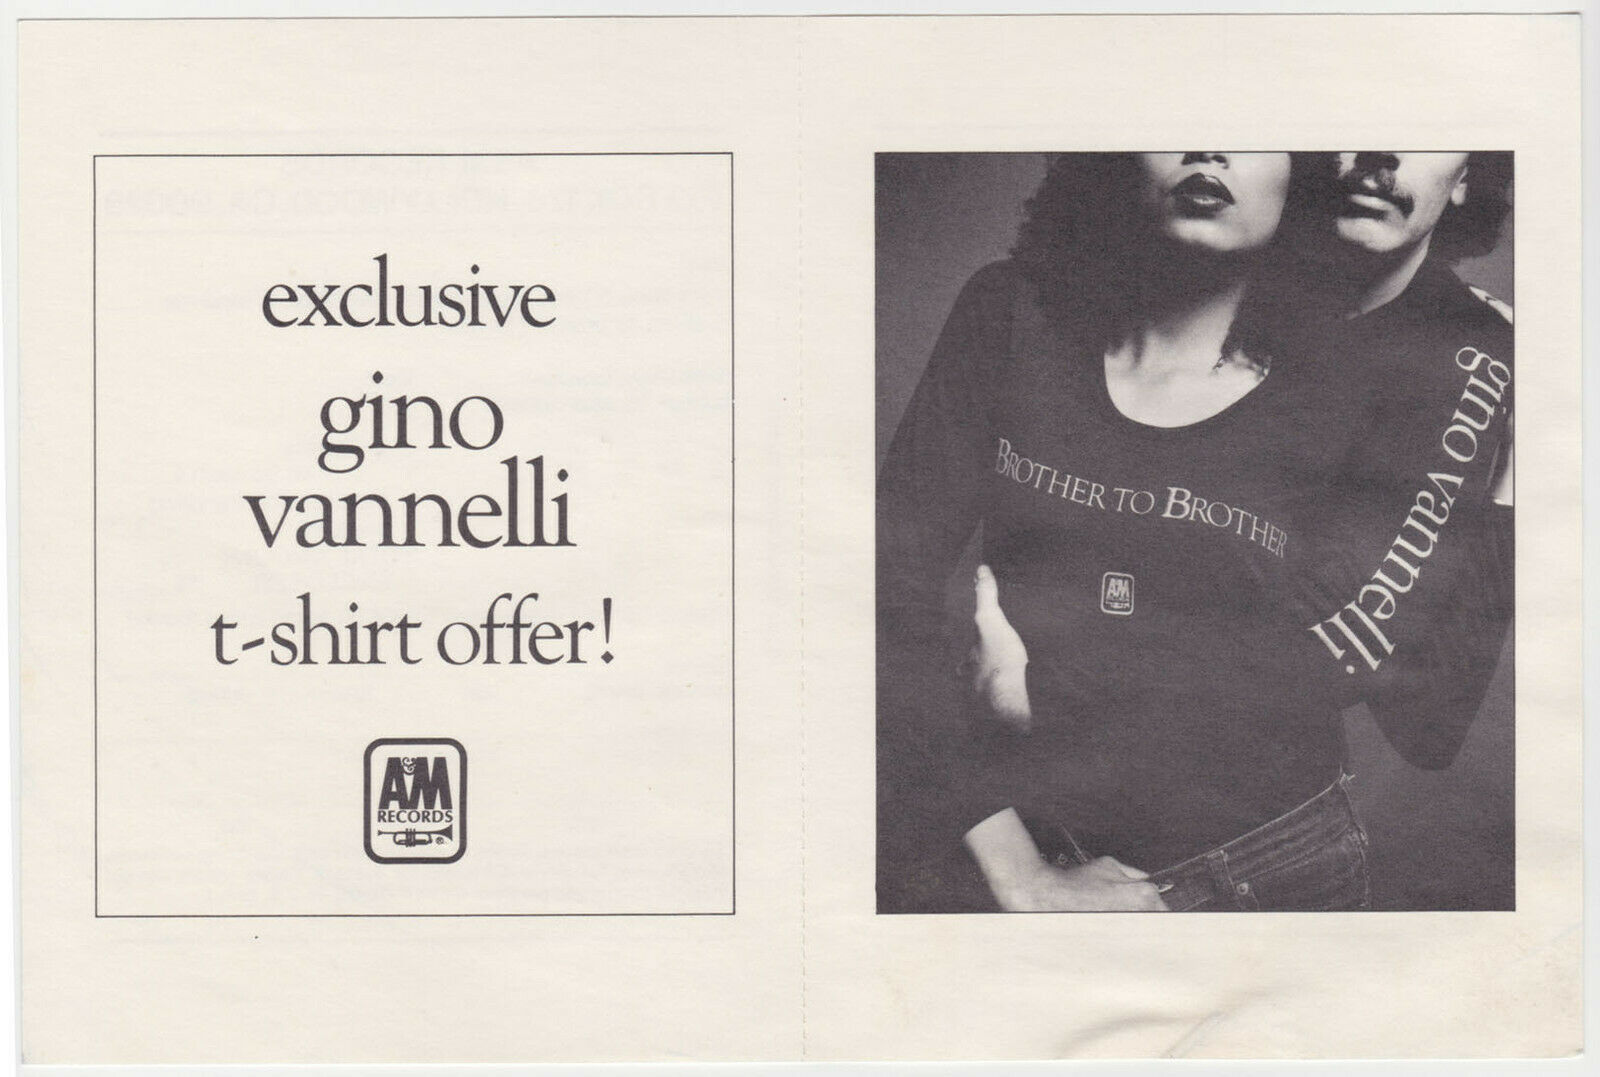 exclusive
gino
vannelli
t-shirt offer!
A&M
RECORDS
®
BROTHER TO BROTHER
A&M
gino vannelli